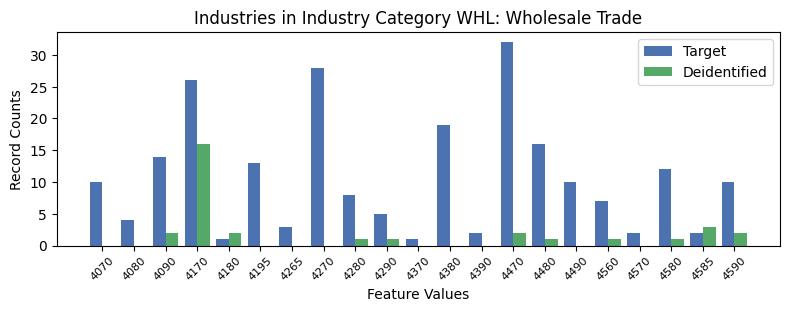 Industries in Industry Category WHL: Wholesale Trade
Target
Deidentified
Record Counts
30
25
20
15
10
5
0
4070 4080 4090 4170 4180 4195 4265 4270 4280 4290 4370 4380 4390 4470 4480 4490 4560 4570 4580 4585 4590
Feature Values